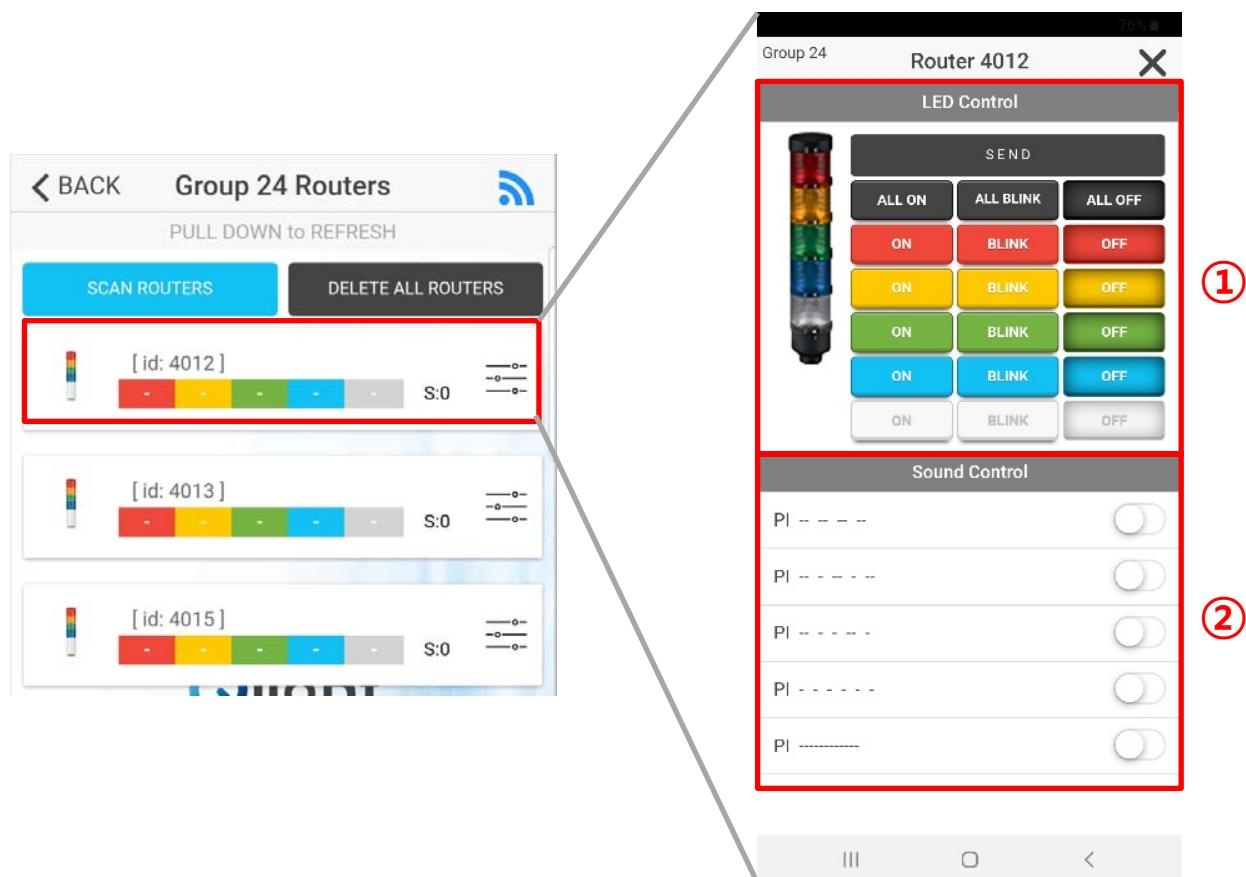 BACK Group 24 Routers
PULL DOWN to REFRESH
SCAN ROUTERS DELETE ALL ROUTERS
[ id: 4012 ]
- - - - - S:0
[ id: 4013 ]
- - - - - S:0
[ id: 4015 ]
- - - - - S:0
76%
Group 24 Router 4012
LED Control
SEND
ALL ON ALL BLINK ALL OFF
ON BLINK OFF
ON BLINK OFF
ON BLINK OFF
ON BLINK OFF
ON BLINK OFF
①
Sound Control
PI -- -- -- --
PI -- - -- - --
PI -- - - -- -
PI - - - - - -
PI ------------
②